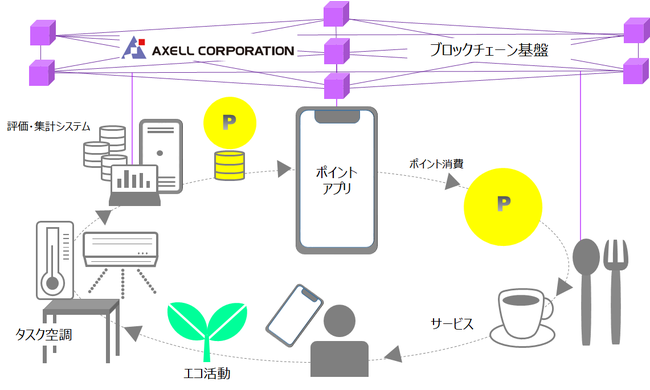 AXELL CORPORATION
ブロックチェーン基盤
評価・集計システム
P
ポイント
アプリ
ポイント消費
P
タスク空調
サービス
エコ活動